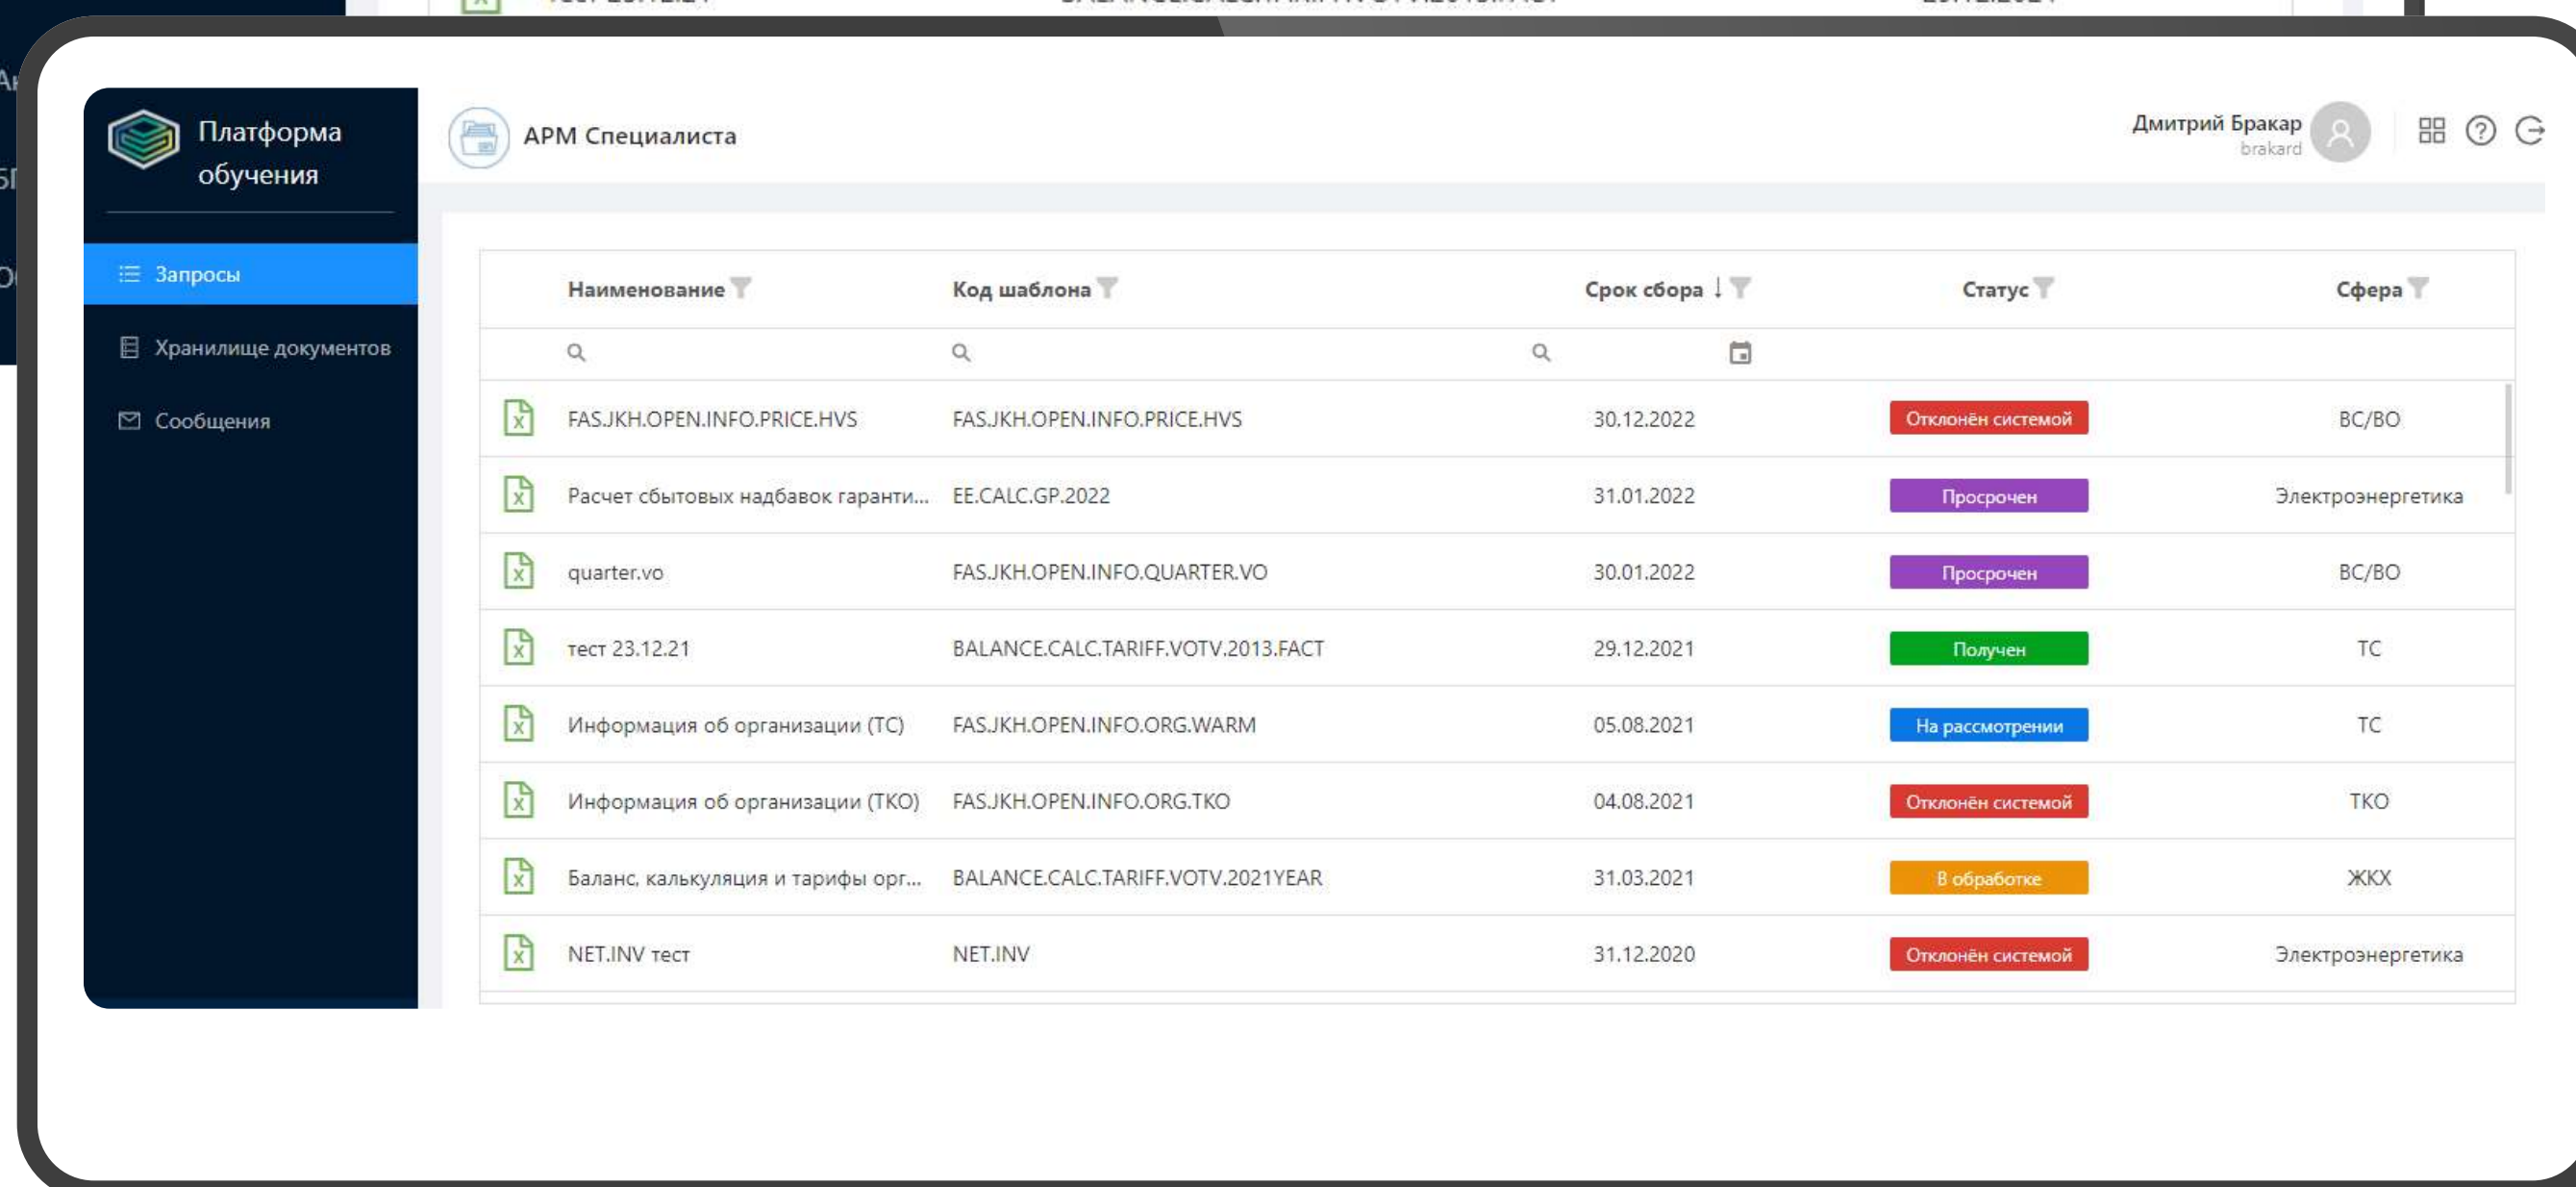 Платформа
обучения
АРМ Специалиста
Дмитрий Бракар
brakard
Запросы
Хранилище документов
Сообщения
Наименование Код шаблона Срок сбора ↓ Статус Сфера
FAS.JKH.OPEN.INFO.PRICE.HVS FAS.JKH.OPEN.INFO.PRICE.HVS 30.12.2022 Отклонён системой ВС/ВО
Расчет сбытовых надбавок гаранти... EE.CALC.GP.2022 31.01.2022 Просрочен Электроэнергетика
quarter.vo FAS.JKH.OPEN.INFO.QUARTER.VO 30.01.2022 Просрочен ВС/ВО
тест 23.12.21 BALANCE.CALC.TARIFF.VOTV.2013.FACT 29.12.2021 Получен ТС
Информация об организации (ТС) FAS.JKH.OPEN.INFO.ORG.WARM 05.08.2021 На рассмотрении ТС
Информация об организации (ТКО) FAS.JKH.OPEN.INFO.ORG.TKO 04.08.2021 Отклонён системой ТКО
Баланс, калькуляция и тарифы орг... BALANCE.CALC.TARIFF.VOTV.2021YEAR 31.03.2021 В обработке ЖКХ
NET.INV тест NET.INV 31.12.2020 Отклонён системой Электроэнергетика